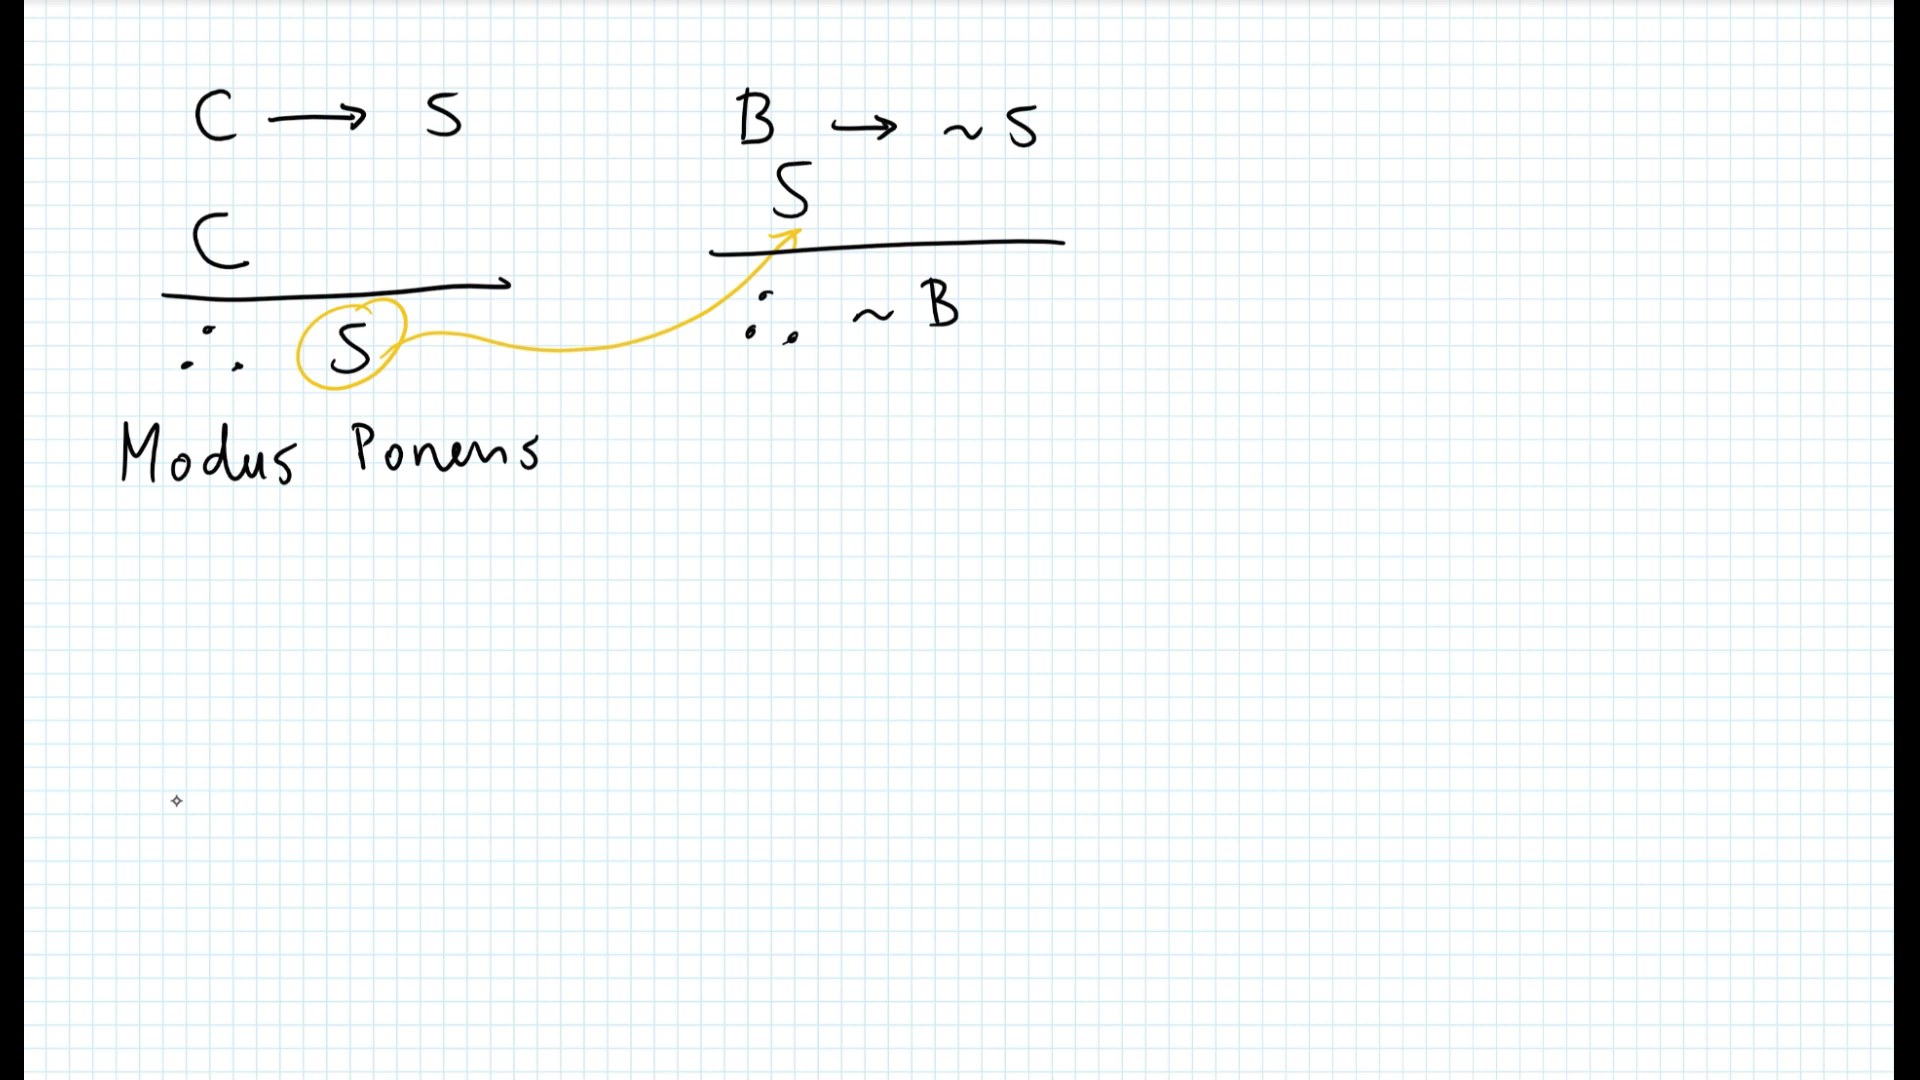 C → S
C
∴ S
Modus Ponens
B → ~ S
S
∴ ~ B